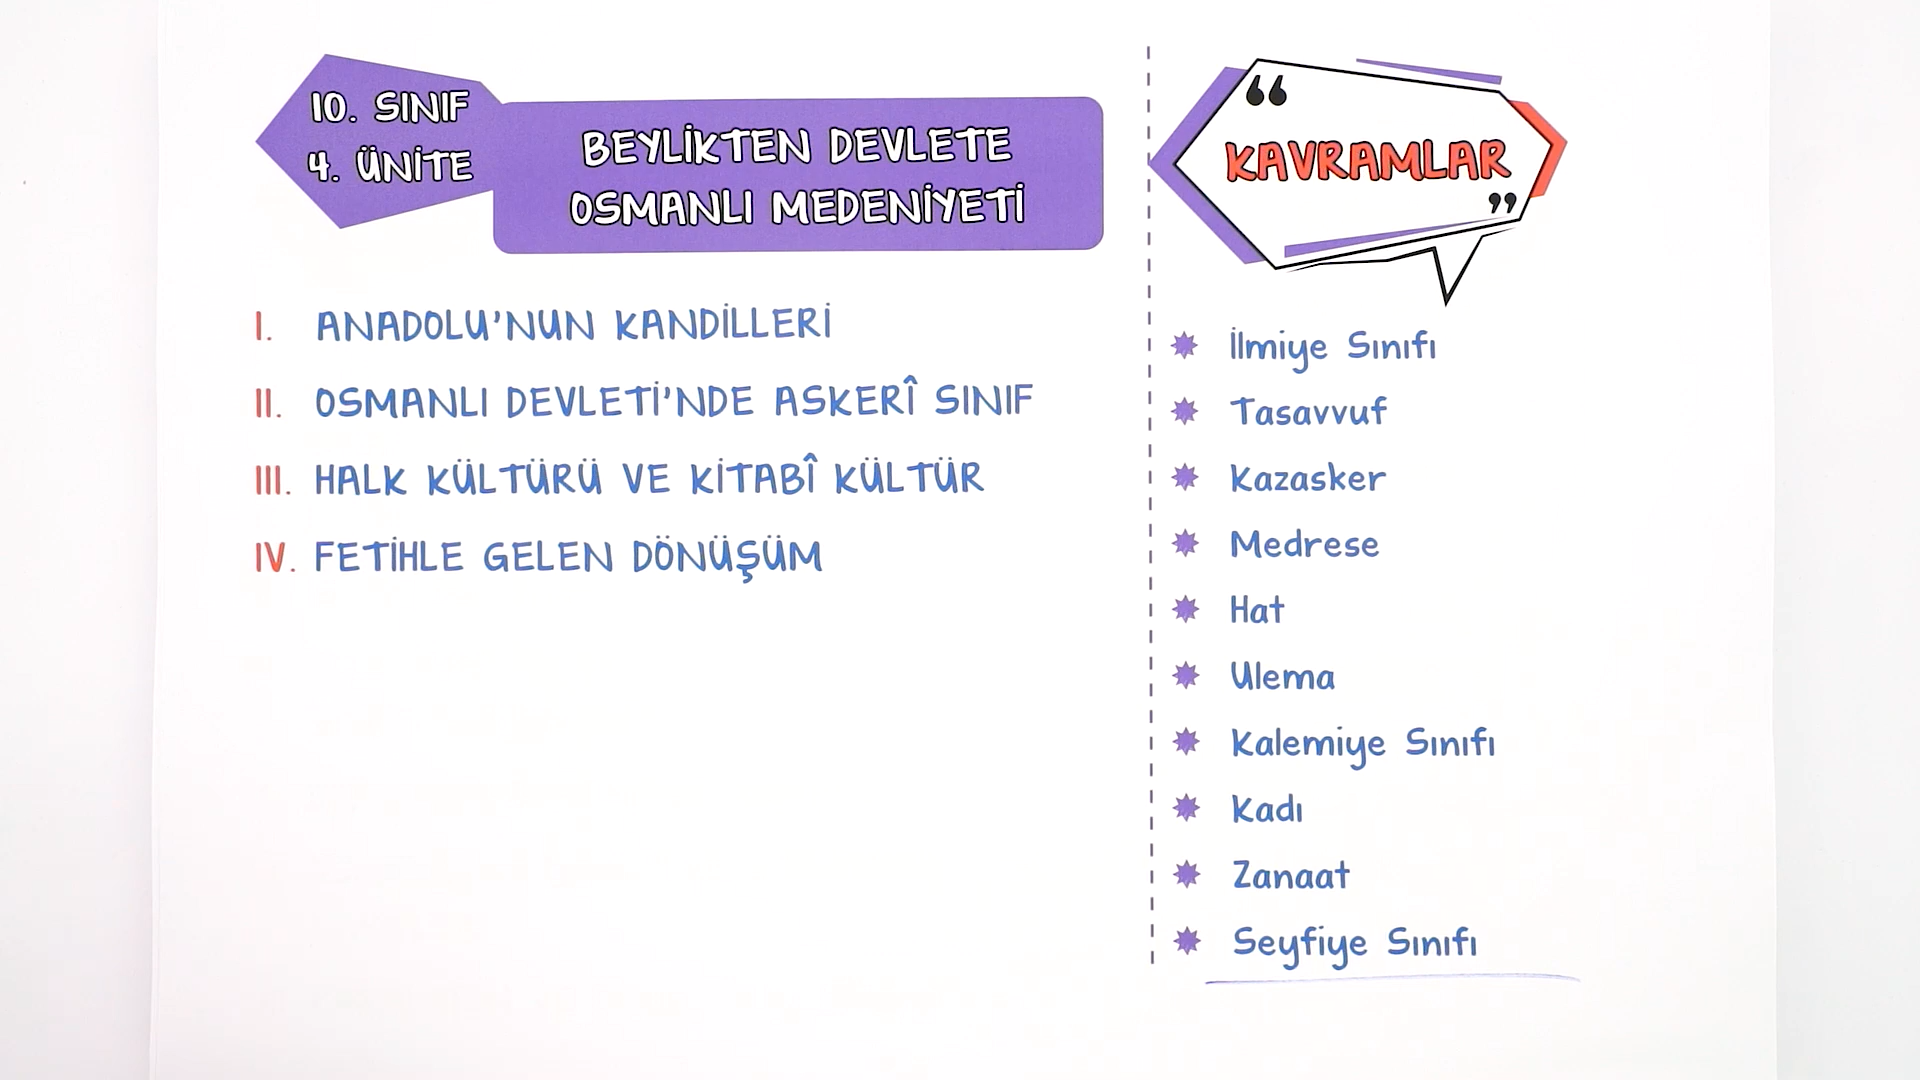 10. SINIF
4. ÜNİTE
BEYLİKTEN DEVLETE
OSMANLI MEDENİYETİ
I. ANADOLU'NUN KANDİLLERİ
II. OSMANLI DEVLETİ'NDE ASKERÎ SINIF
III. HALK KÜLTÜRÜ VE KİTABÎ KÜLTÜR
IV. FETİHLE GELEN DÖNÜŞÜM
“ KAVRAMLAR ”
İlmiye Sınıfı
Tasavvuf
Kazasker
Medrese
Hat
Ulema
Kalemiye Sınıfı
Kadı
Zanaat
Seyfiye Sınıfı